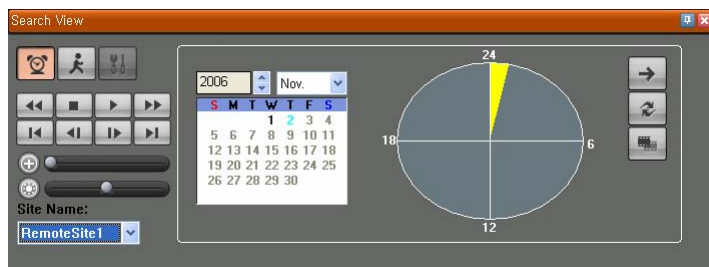 Search View
2006 Nov.
S M T W T F S
1 2 3 4
5 6 7 8 9 10 11
12 13 14 15 16 17 18
19 20 21 22 23 24 25
26 27 28 29 30
24
18
6
12
Site Name:
RemoteSite1